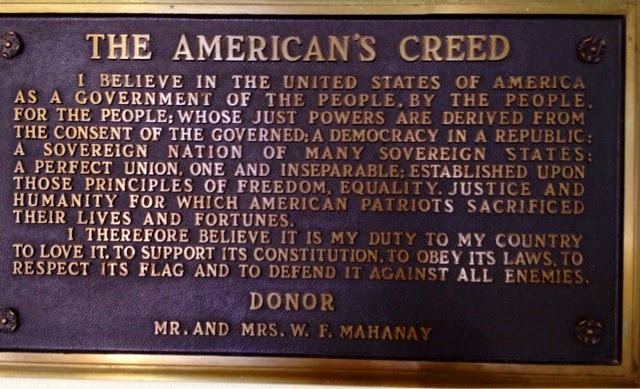 THE AMERICAN'S CREED
I BELIEVE IN THE UNITED STATES OF AMERICA
AS A GOVERNMENT OF THE PEOPLE, BY THE PEOPLE,
FOR THE PEOPLE; WHOSE JUST POWERS ARE DERIVED FROM
THE CONSENT OF THE GOVERNED; A DEMOCRACY IN A REPUBLIC;
A SOVEREIGN NATION OF MANY SOVEREIGN STATES;
A PERFECT UNION, ONE AND INSEPARABLE; ESTABLISHED UPON
THOSE PRINCIPLES OF FREEDOM, EQUALITY, JUSTICE AND
HUMANITY FOR WHICH AMERICAN PATRIOTS SACRIFICED
THEIR LIVES AND FORTUNES.
I THEREFORE BELIEVE IT IS MY DUTY TO MY COUNTRY
TO LOVE IT, TO SUPPORT ITS CONSTITUTION, TO OBEY ITS LAWS, TO
RESPECT ITS FLAG AND TO DEFEND IT AGAINST ALL ENEMIES.
DONOR
MR. AND MRS. W. F. MAHANAY